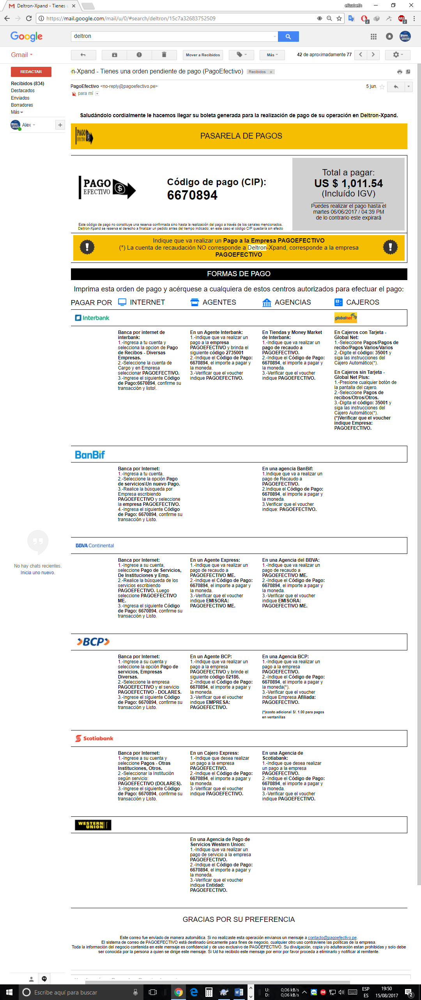 Deltron-Xpand - Tienes u
elizabeth
https://mail.google.com/mail/u/0/#search/deltron/15c7a32683752509
Google
deltron
Gmail
Mover a Recibidos
Más
42 de aproximadamente 77
REDACTAR
Recibidos (834)
Destacados
Enviados
Borradores
Más
Alex
n-Xpand - Tienes una orden pendiente de pago (PagoEfectivo)
Recibidos x
PagoEfectivo <no-reply@pagoefectivo.pe>
5 jun.
para mí
Saludándolo cordialmente le hacemos llegar su boleta generada para la realización de pago de su operación en Deltron-Xpand.
PAGO
EFECTIVO
PASARELA DE PAGOS
PAGO
EFECTIVO
Código de pago (CIP):
6670894
Total a pagar:
US $ 1,011.54
(Incluído IGV)
Puedes realizar el pago hasta el
martes 06/06/2017 / 04:39 PM
de lo contrario este expirará
Este código de pago no constituye una reserva confirmada sino hasta la realización del pago a través de los canales mencionados.
Deltron-Xpand se reserva el derecho a finalizar un pedido antes del tiempo indicado; en este caso el código CIP quedaría sin efecto
Indique que va realizar un Pago a la Empresa PAGOEFECTIVO
(*) La cuenta de recaudación NO corresponde a Deltron-Xpand, corresponde a la empresa
PAGOEFECTIVO
FORMAS DE PAGO
Imprima esta orden de pago y acérquese a cualquiera de estos centros autorizados para efectuar el pago:
PAGAR POR INTERNET AGENTES AGENCIAS CAJEROS
Interbank
globalnet
Banca por internet de
interbank:
1.-Ingresa a tu cuenta y
selecciona la opcion de Pago
de Recibos - Diversas
Empresas.
2.-Seleccione la cuenta de
Cargo y en Empresa
seleccionar PAGOEFECTIVO.
3.-Ingrese el siguiente Código
de Pago:6670894, confirme su
transacción y listo!.
En un Agente Interbank:
1.-Indique que va realizar un
pago a la empresa
PAGOEFECTIVO y brinda el
siguiente código 2735001
2.-Indique el Código de Pago:
6670894, el importe a pagar y
la moneda.
3.-Verificar que el voucher
indique PAGOEFECTIVO.
En Tiendas y Money Market
de Interbank:
1.-Indique que va realizar un
pago de recaudo a
PAGOEFECTIVO.
2.-Indique el Código de Pago:
6670894, el importe a pagar y
la moneda.
3.-Verificar que el voucher
indique PAGOEFECTIVO.
En Cajeros con Tarjeta -
Global Net:
1.-Seleccione Pagos/Pagos de
recibo/Pagos Varios/Varios
2.-Digite el código: 35001 y
siga las instrucciones del
Cajero Automático(*).
En Cajeros sin Tarjeta -
Global Net Plus:
1.-Presione cualquier botón de
la pantalla del cajero.
2.-Seleccione Pagos de
recibos/Otros/Otros.
3.-Digita el código: 35001 y
siga las instrucciones del
Cajero Automático(*).
(*)Verificar que el voucher
indique Empresa:
PAGOEFECTIVO.
BanBif
Banca por Internet:
1.-Ingresa a tu cuenta.
2.-Seleccione la opción Pago
de servicios\Un nuevo Pago.
3.-Realice la búsqueda por
Empresa escribiendo
PAGOEFECTIVO y seleccione
la empresa PAGOEFECTIVO.
4.-Ingresa el siguiente Código
de Pago: 6670894, confirme su
transacción y Listo.
En una agencia BanBif:
1.Indique que va a realizar un
pago de Recaudo a
PAGOEFECTIVO.
2.Indique el Código de Pago:
6670894, el importe a pagar y
la moneda.
3.Verificar que el voucher
indique: PAGOEFECTIVO.
BBVA Continental
Banca por Internet:
1.-Ingrese a su cuenta,
seleccione Pago de Servicios,
De Instituciones y Emp.
2.-Realice la búsqueda de los
servicios escribiendo
PAGOEFECTIVO. Luego
seleccione PAGOEFECTIVO
ME.
3.-Ingresa el siguiente Código
de Pago: 6670894, confirme su
transacción y Listo.
En un Agente Express:
1.-Indique que va realizar un
pago de recaudo a
PAGOEFECTIVO ME.
2.-Indique el Código de Pago:
6670894, el importe a pagar y
la moneda.
3.-Verificar que el voucher
indique EMISORA:
PAGOEFECTIVO ME.
En una Agencia del BBVA:
1.-Indique que va realizar un
pago de recaudo a
PAGOEFECTIVO ME.
2.-Indique el Código de Pago:
6670894, el importe a pagar y
la moneda.
3.-Verificar que el voucher
indique EMISORA:
PAGOEFECTIVO ME.
No hay chats recientes.
Inicia uno nuevo.
BCP
Banca por Internet:
1.-Ingrese a su cuenta y
seleccione la opción Pago de
servicios, Empresas
Diversas.
2.-Seleccione la empresa
PAGOEFECTIVO y el servicio
PAGOEFECTIVO - DOLARES.
3.-Ingrese el siguiente Código
de Pago: 6670894, confirme su
transacción y Listo.
En un Agente BCP:
1.-Indique que va realizar un
pago a la empresa
PAGOEFECTIVO y brinde el
siguiente código 02186.
2.-Indique el Código de Pago:
6670894, el importe a pagar y
la moneda.
3.-Verificar que el voucher
indique EMPRESA:
PAGOEFECTIVO.
En una Agencia BCP:
1.-Indique que va realizar un
pago a la empresa
PAGOEFECTIVO.
2.-Indique el Código de Pago:
6670894, el importe a pagar y
la moneda(*).
3.-Verificar que el voucher
indique Empresa Afiliada:
PAGOEFECTIVO.
(*)costo adicional S/. 1.00 para pagos
en ventanillas
Scotiabank
Banca por Internet:
1.-Ingrese a su cuenta y
seleccione Pagos - Otras
Instituciones, Otros.
2.-Seleccionar la Institución
según servicio:
PAGOEFECTIVO (DOLARES).
3.-Ingrese el siguiente Código
de Pago: 6670894, confirme su
transacción y Listo.
En un Cajero Express:
1.-Indique que desea realizar
un pago a la empresa
PAGOEFECTIVO.
2.-Indique el Código de Pago:
6670894, el importe a pagar y
la moneda.
3.-Verificar que el voucher
indique PAGOEFECTIVO.
En una Agencia de
Scotiabank:
1.-Indique que desea realizar
un pago a la empresa
PAGOEFECTIVO.
2.-Indique el Código de Pago:
6670894, el importe a pagar y
la moneda.
3.-Verificar que el voucher
indique PAGOEFECTIVO.
WESTERN
UNION
En una Agencia de Pago de
Servicios Western Union:
1.-Indique que va realizar un
pago de servicio a la empresa
PAGOEFECTIVO.
2.-Indique el Código de Pago:
6670894, el importe a pagar y
la moneda.
3.-Verificar que el voucher
indique Entidad:
PAGOEFECTIVO.
GRACIAS POR SU PREFERENCIA
Este correo fue enviado de manera automática. Si no realizaste esta operación envianos un mensaje a contacto@pagoefectivo.pe.
El sistema de correo de PAGOEFECTIVO está destinado únicamente para fines de negocio, cualquier otro uso contraviene las políticas de la empresa.
Toda la información del negocio contenida en este mensaje es confidencial y de uso exclusivo de PAGOEFECTIVO. Su divulgación, copia y/o adulteración estan prohibidas y solo debe
ser conocida por la persona a quien se dirige este mensaje. Si Ud ha recibido este mensaje por error por favor proceda a eliminarlo y notificar al remitente.
Escribe aquí para buscar
U: 0,06 kB/s
D: 0,06 kB/s
ESP
ES
19:50
15/08/2017
2